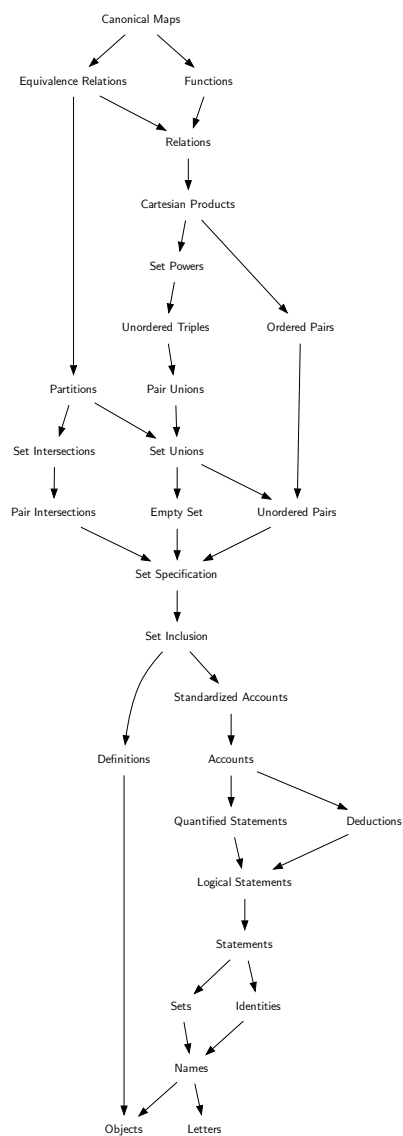 Canonical Maps
Equivalence Relations
Functions
Relations
Cartesian Products
Set Powers
Unordered Triples
Ordered Pairs
Partitions
Pair Unions
Set Intersections
Set Unions
Pair Intersections
Empty Set
Unordered Pairs
Set Specification
Set Inclusion
Standardized Accounts
Definitions
Accounts
Quantified Statements
Deductions
Logical Statements
Statements
Sets
Identities
Names
Objects
Letters